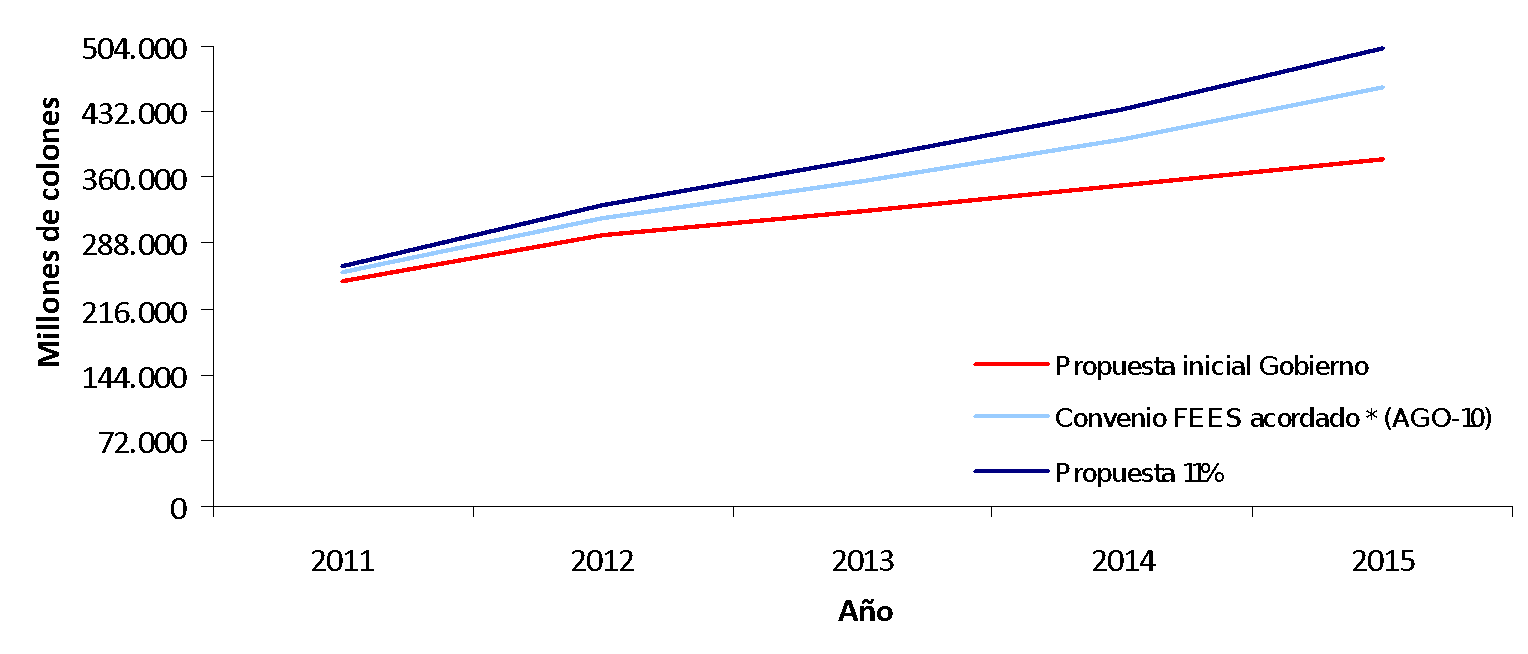 504.000
432.000
360.000
288.000
216.000
144.000
72.000
0
Millones de colones
Propuesta inicial Gobierno
Convenio FEES acordado * (AGO-10)
Propuesta 11%
2011 2012 2013 2014 2015
Año